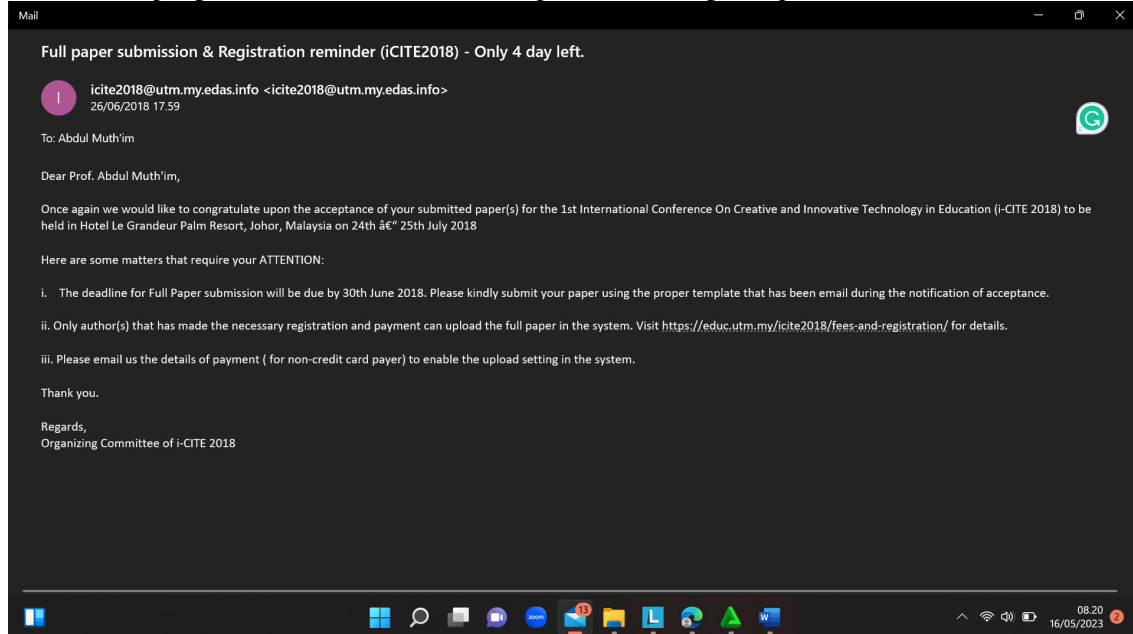 Mail
Full paper submission & Registration reminder (iCITE2018) - Only 4 day left.
I
icite2018@utm.my.edas.info <icite2018@utm.my.edas.info>
26/06/2018 17.59
G
To: Abdul Muth'im
Dear Prof. Abdul Muth'im,
Once again we would like to congratulate upon the acceptance of your submitted paper(s) for the 1st International Conference On Creative and Innovative Technology in Education (i-CITE 2018) to be
held in Hotel Le Grandeur Palm Resort, Johor, Malaysia on 24th â€“ 25th July 2018
Here are some matters that require your ATTENTION:
i. The deadline for Full Paper submission will be due by 30th June 2018. Please kindly submit your paper using the proper template that has been email during the notification of acceptance.
ii. Only author(s) that has made the necessary registration and payment can upload the full paper in the system. Visit https://educ.utm.my/icite2018/fees-and-registration/ for details.
iii. Please email us the details of payment ( for non-credit card payer) to enable the upload setting in the system.
Thank you.
Regards,
Organizing Committee of i-CITE 2018
zoom
13
L
W
08.20
16/05/2023
2